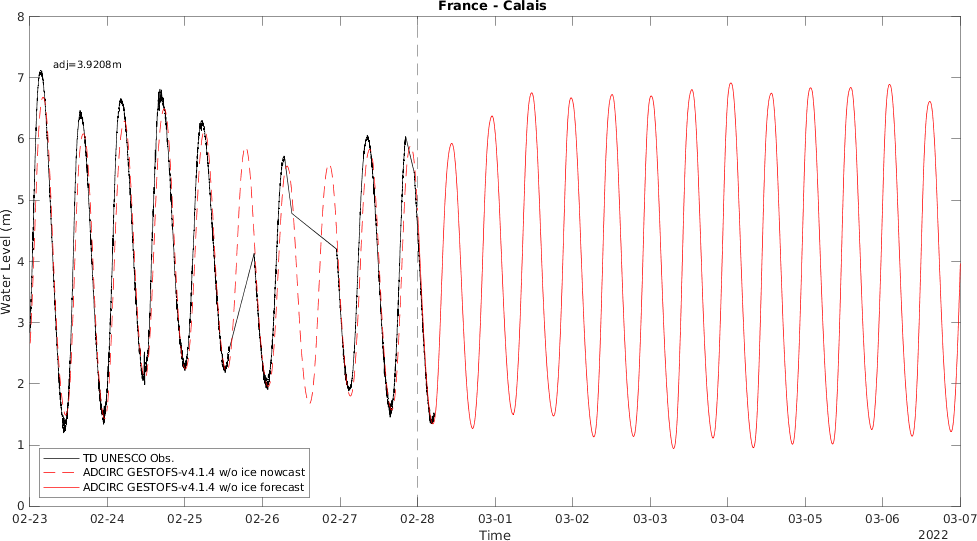 France - Calais
adj=3.9208m
Water Level (m)
8
7
6
5
4
3
2
1
0
TD UNESCO Obs.
ADCIRC GESTOFS-v4.1.4 w/o ice nowcast
ADCIRC GESTOFS-v4.1.4 w/o ice forecast
02-23 02-24 02-25 02-26 02-27 02-28 03-01 03-02 03-03 03-04 03-05 03-06 03-07
Time
2022